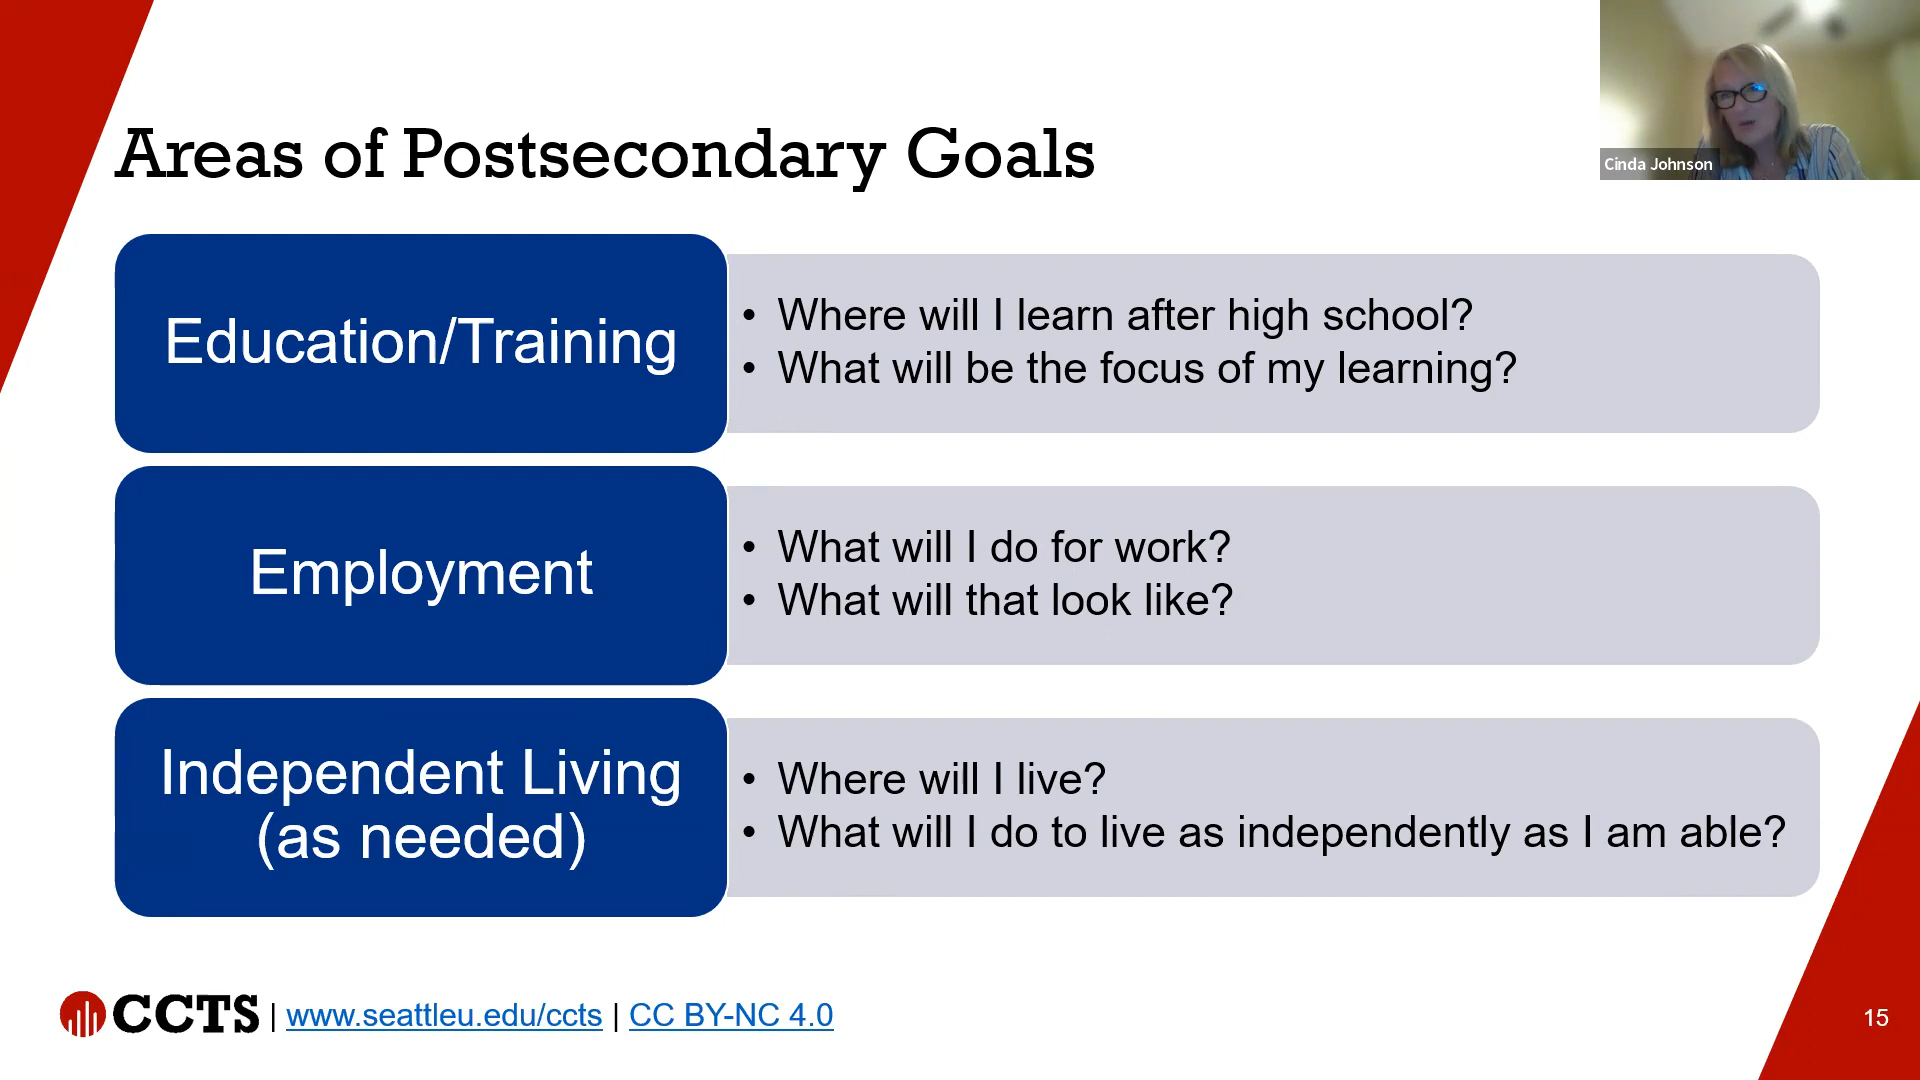 Cinda Johnson
Areas of Postsecondary Goals
Education/Training
• Where will I learn after high school?
• What will be the focus of my learning?
Employment
• What will I do for work?
• What will that look like?
Independent Living
(as needed)
• Where will I live?
• What will I do to live as independently as I am able?
CCTS | www.seattleu.edu/ccts | CC BY-NC 4.0
15